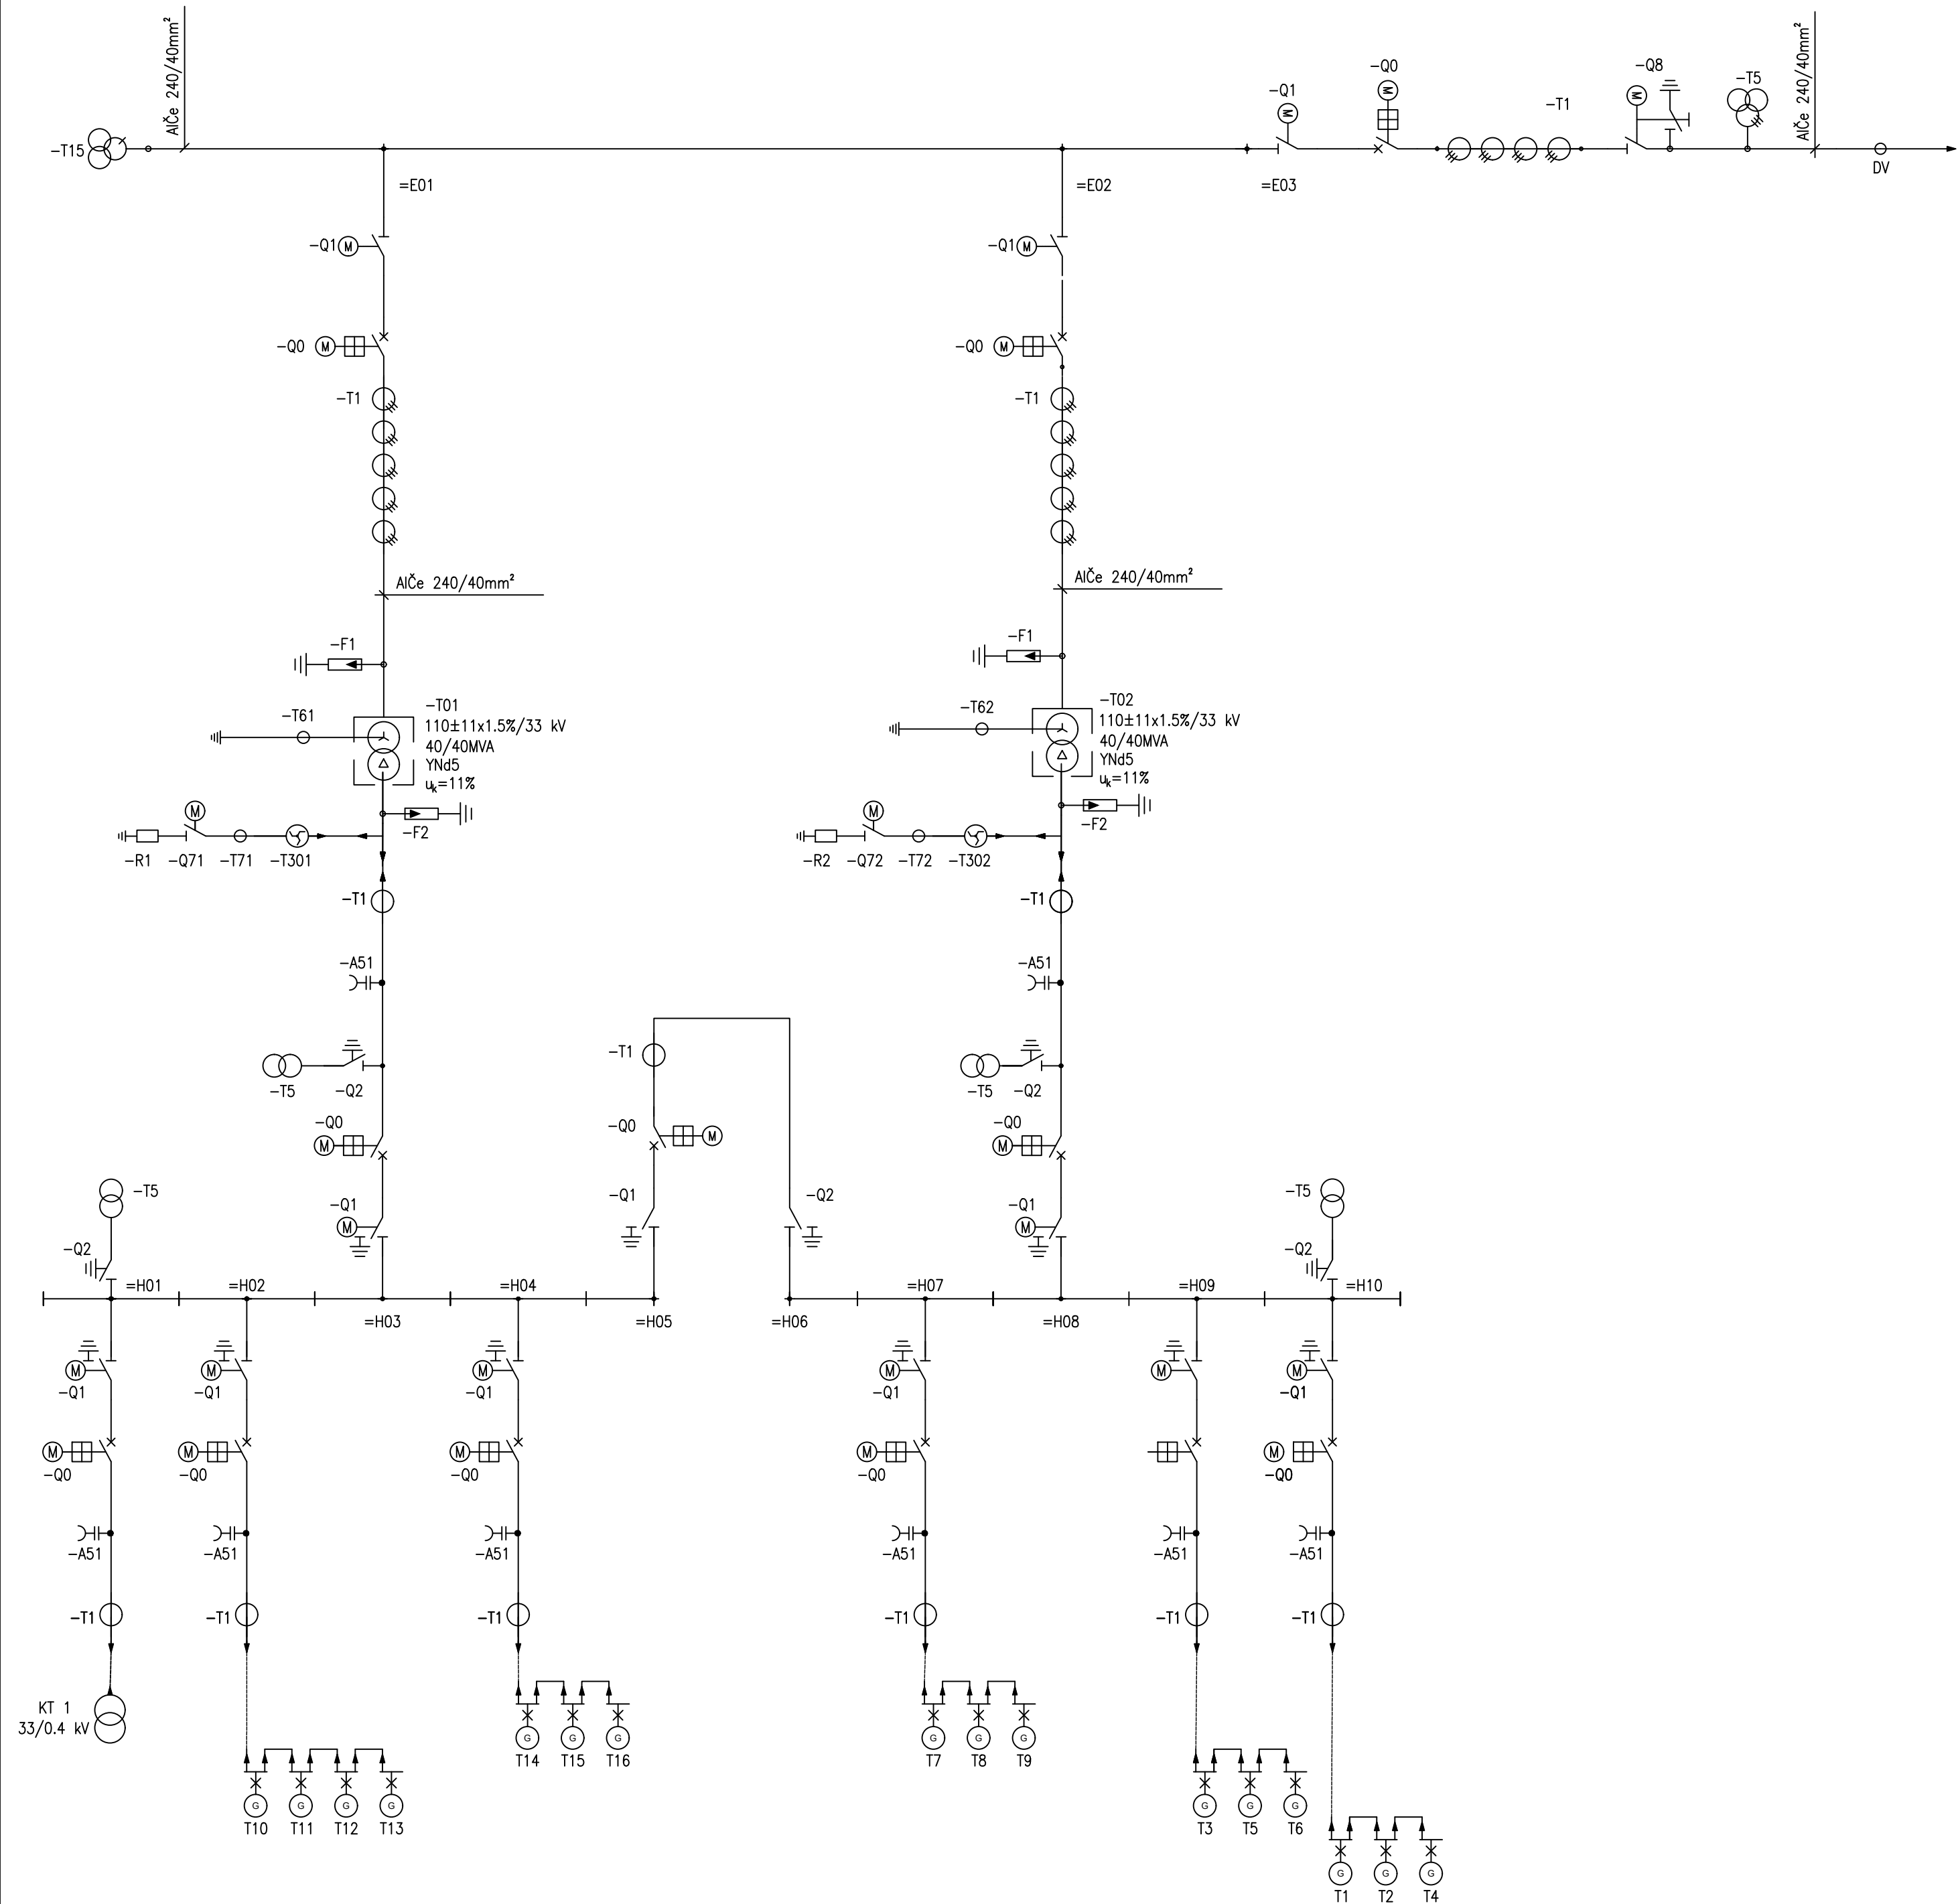 AlČe 240/40mm²
-T15
=E01
=E02
=E03
-Q1
M
-Q0
M
-T1
-Q8
M
-T5
AlČe 240/40mm²
DV
-Q1
M
-Q1
M
-Q0
M
-Q0
M
-T1
-T1
AlČe 240/40mm²
AlČe 240/40mm²
-F1
-F1
-T61
-T01
110±11x1.5%/33 kV
40/40MVA
YNd5
uk=11%
-T62
-T02
110±11x1.5%/33 kV
40/40MVA
YNd5
uk=11%
M
-F2
-R1
-Q71
-T71
-T301
M
-F2
-R2
-Q72
-T72
-T302
-T1
-T1
-A51
-A51
-T5
-Q2
-T1
-T5
-Q2
-Q0
M
-Q0
M
-Q0
M
-T5
-Q1
M
-Q1
-Q2
-Q1
M
-T5
-Q2
-Q2
=H01
=H02
=H03
=H04
=H05
=H06
=H07
=H08
=H09
=H10
M
-Q1
M
-Q1
M
-Q1
M
-Q1
M
M
-Q1
M
-Q0
M
-Q0
M
-Q0
M
-Q0
M
-Q0
-A51
-A51
-A51
-A51
-A51
-A51
-T1
-T1
-T1
-T1
-T1
-T1
KT 1
33/0.4 kV
G
G
G
T14
T15
T16
G
G
G
T7
T8
T9
G
G
G
G
T10
T11
T12
T13
G
G
G
T3
T5
T6
G
G
G
T1
T2
T4